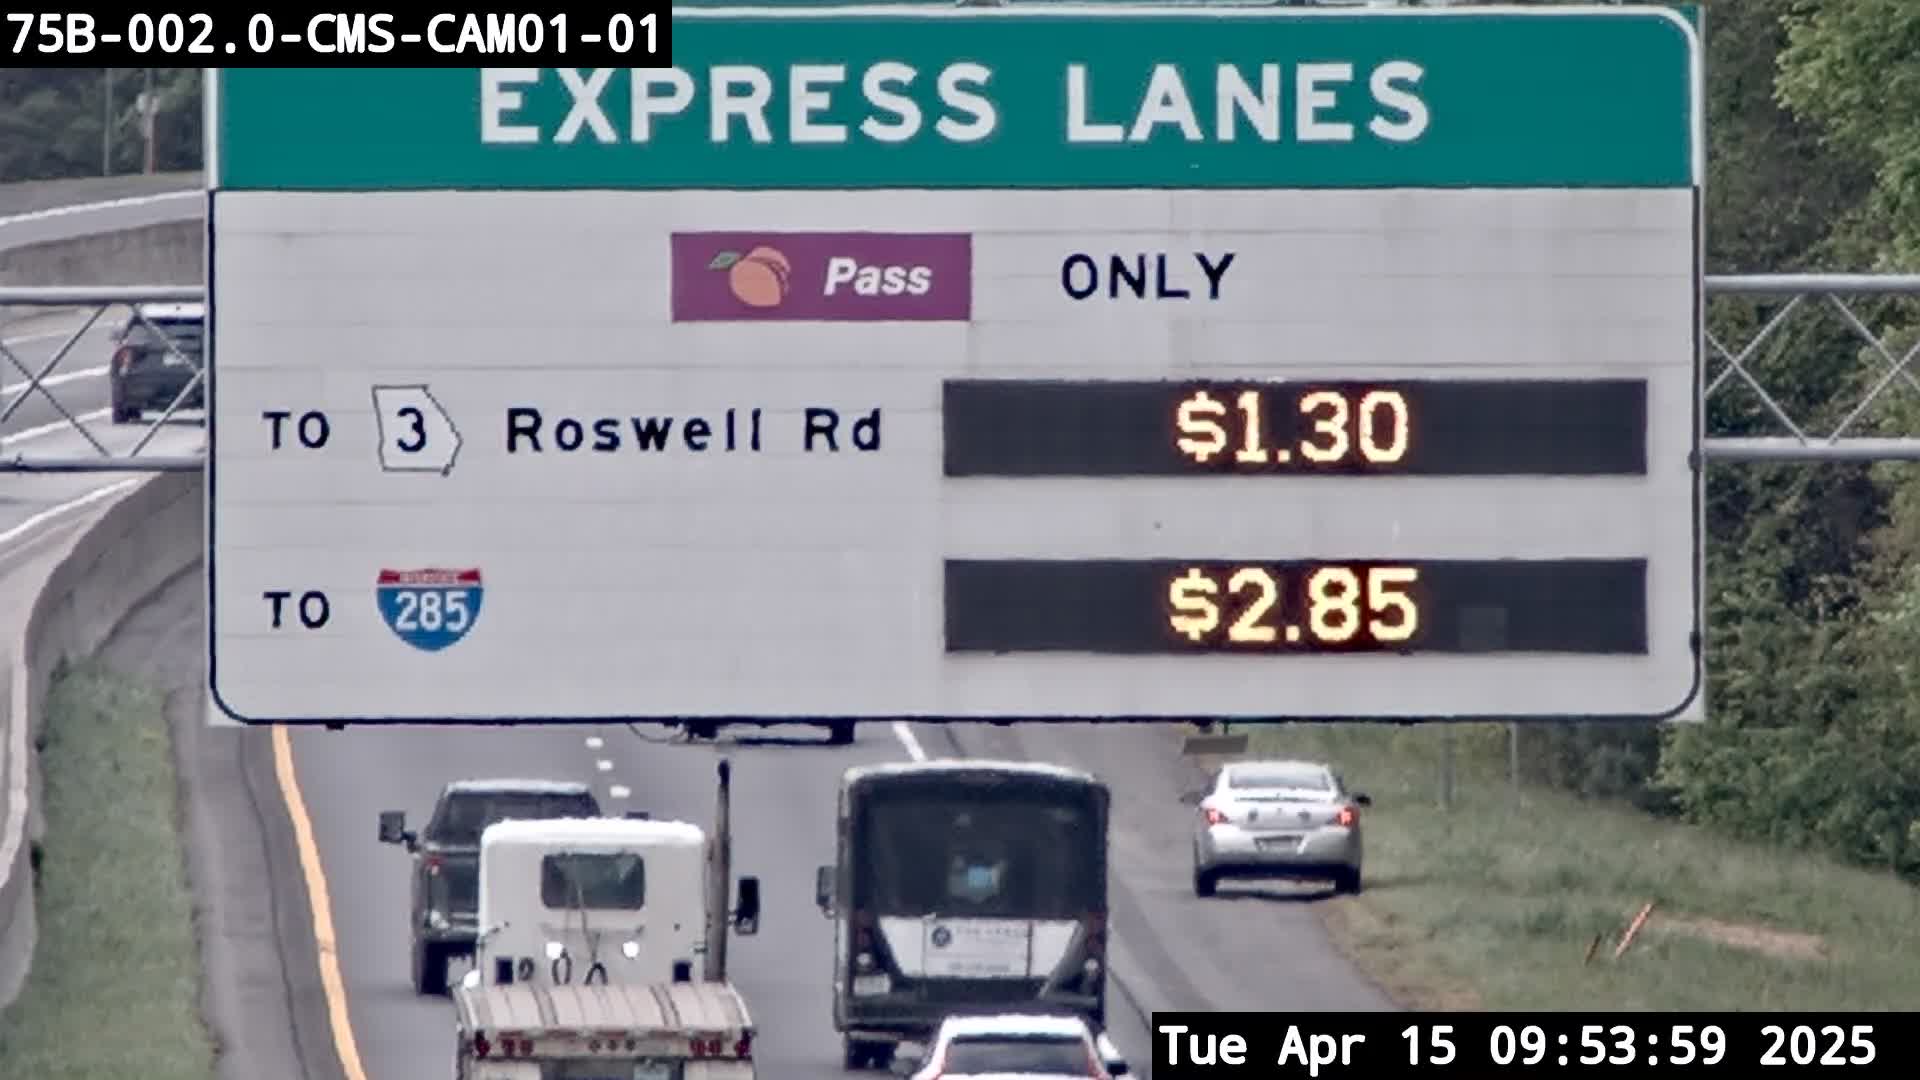 75B-002.0-CMS-CAM01-01
EXPRESS LANES
Pass ONLY
TO 3 Roswell Rd $1.30
TO 285 $2.85
Tue Apr 15 09:53:59 2025